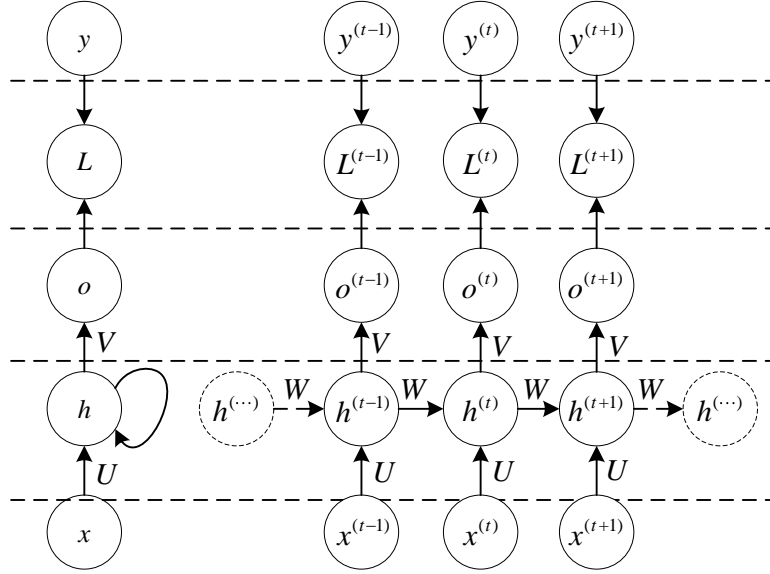 y y^(t−1) y^(t) y^(t+1)
L L^(t−1) L^(t) L^(t+1)
o o^(t−1) o^(t) o^(t+1)
V V V V
h h^(⋯) W h^(t−1) W h^(t) W h^(t+1) W h^(⋯)
U U U U
x x^(t−1) x^(t) x^(t+1)